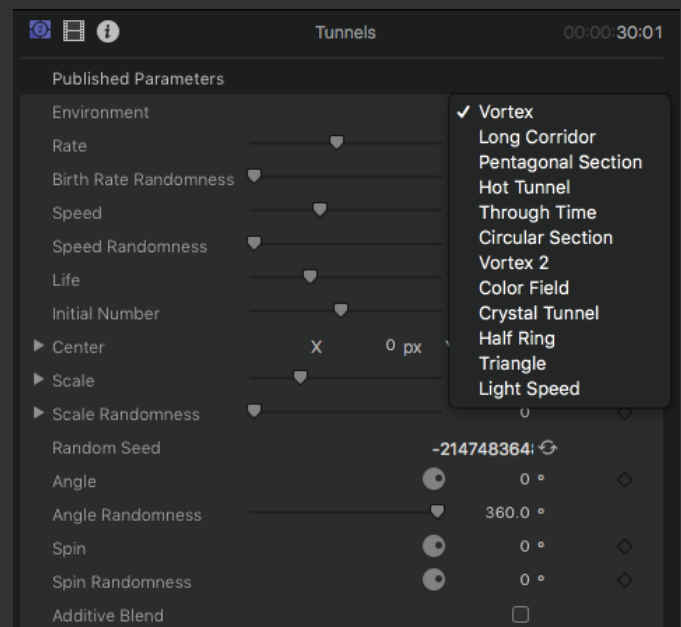 Tunnels 00:00:30:01
Published Parameters
Environment
✓ Vortex
Long Corridor
Pentagonal Section
Hot Tunnel
Through Time
Circular Section
Vortex 2
Color Field
Crystal Tunnel
Half Ring
Triangle
Light Speed
Rate
Birth Rate Randomness
Speed
Speed Randomness
Life
Initial Number
Center X 0 px
Scale
Scale Randomness 0
Random Seed -214748364
Angle 0 °
Angle Randomness 360.0 °
Spin 0 °
Spin Randomness 0 °
Additive Blend